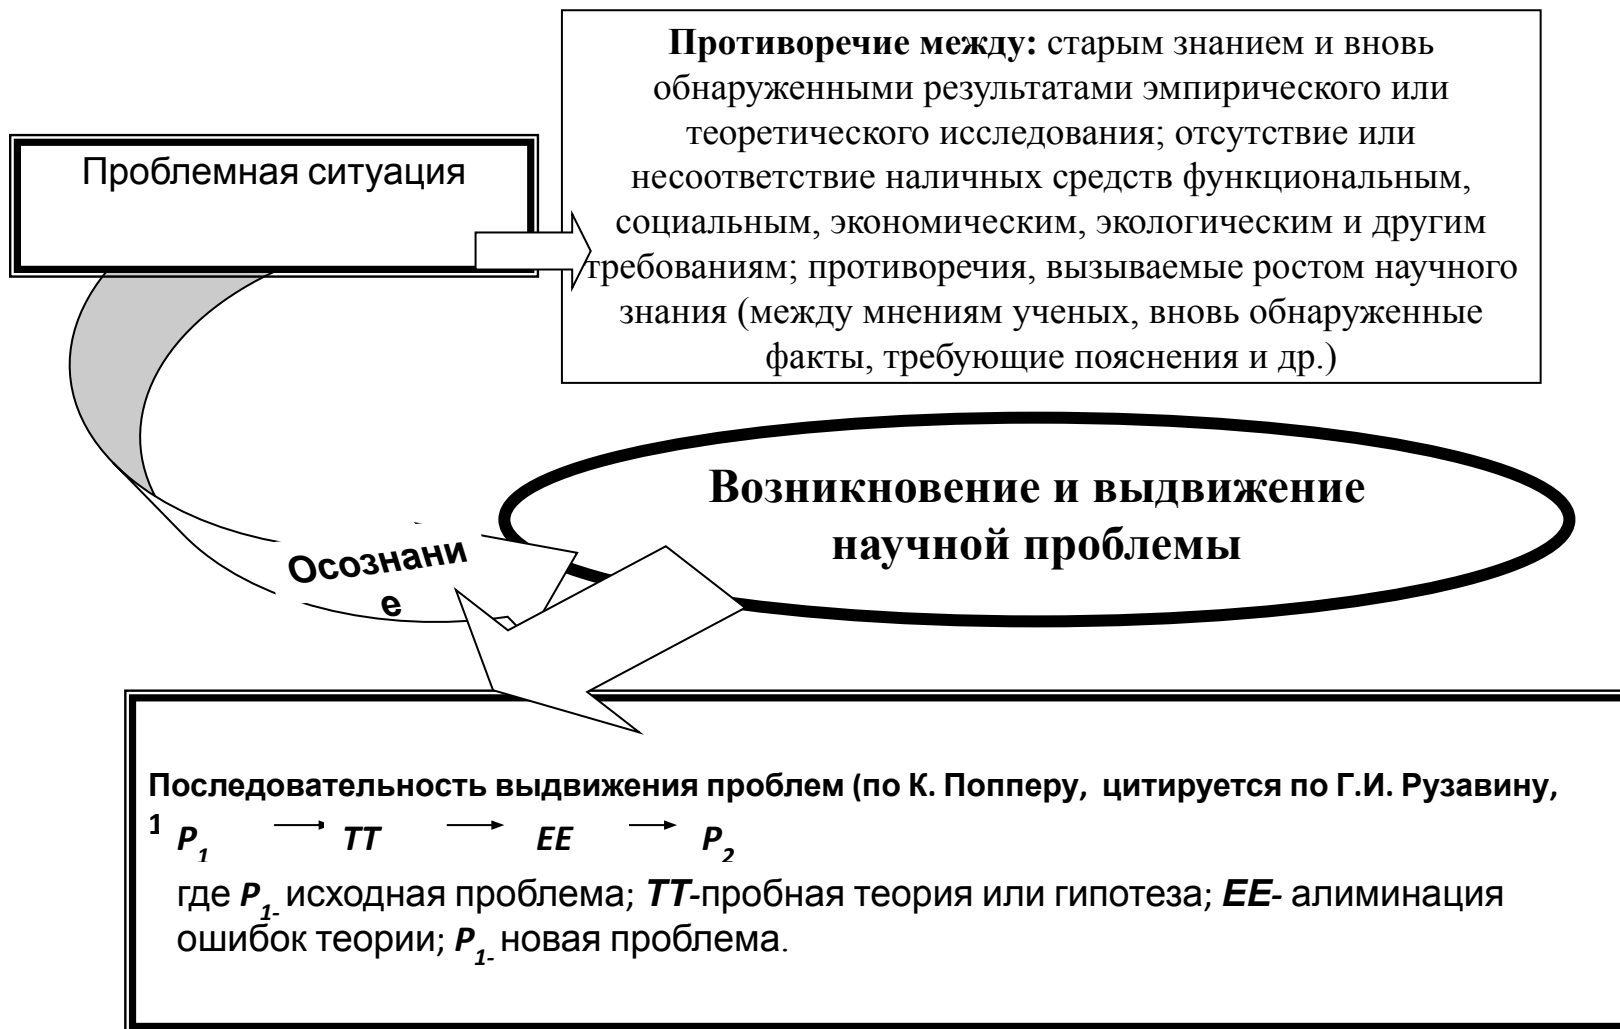 Противоречие между: старым знанием и вновь
обнаруженными результатами эмпирического или
теоретического исследования; отсутствие или
несоответствие наличных средств функциональным,
социальным, экономическим, экологическим и другим
требованиям; противоречия, вызываемые ростом научного
знания (между мнениям ученых, вновь обнаруженные
факты, требующие пояснения и др.)
Проблемная ситуация
Возникновение и выдвижение
научной проблемы
Осознани
е
Последовательность выдвижения проблем (по К. Попперу, цитируется по Г.И. Рузавину,
1
P1 → TT → EE → P2
где P1- исходная проблема; TT-пробная теория или гипотеза; EE- алиминация
ошибок теории; P1- новая проблема.